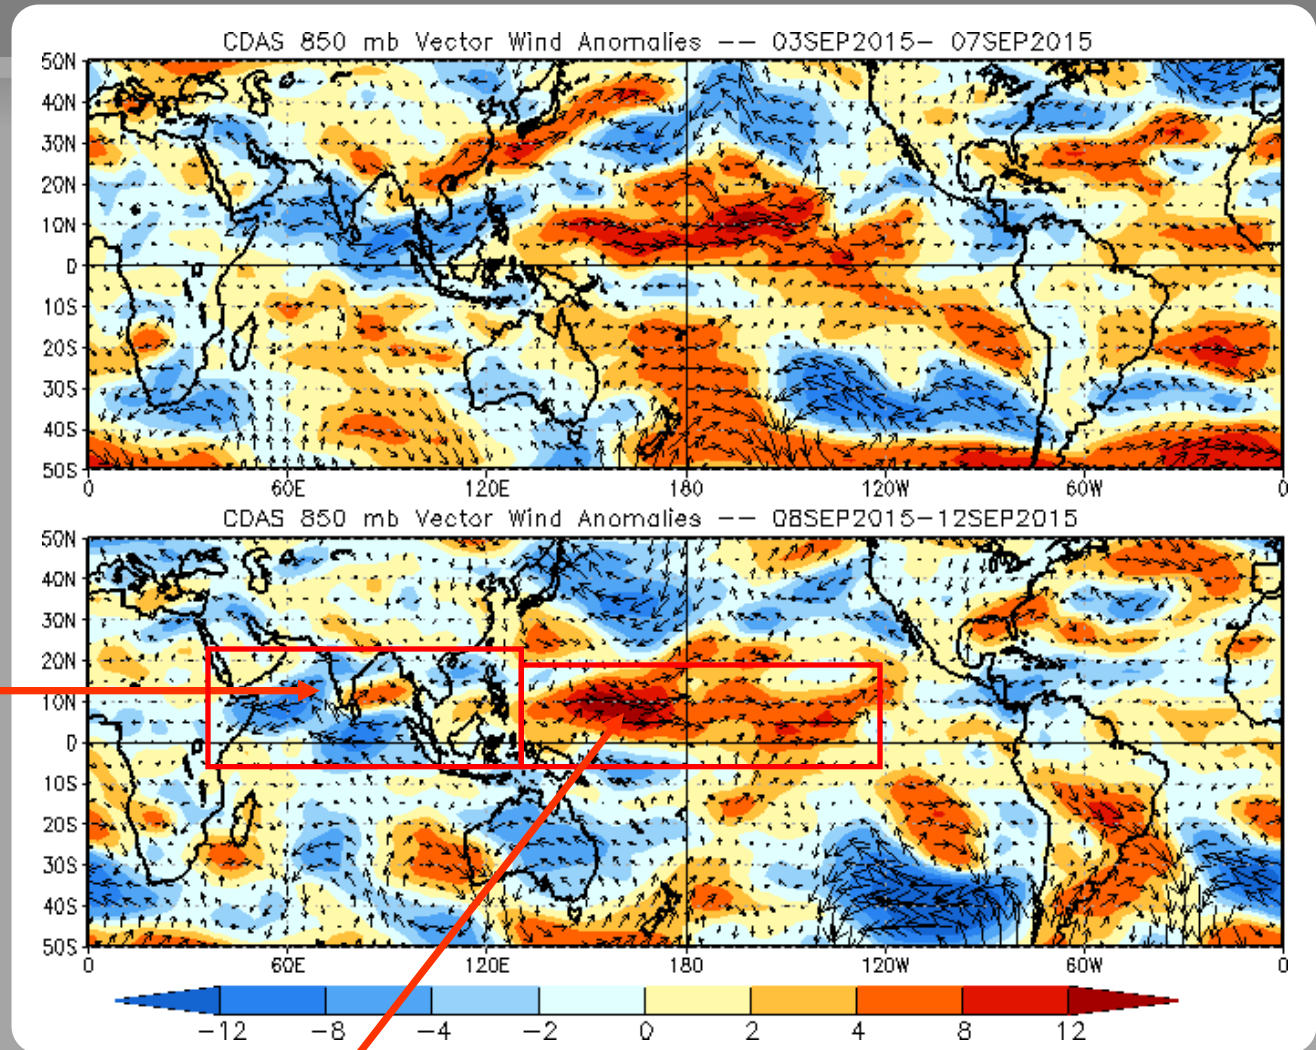 CDAS 850 mb Vector Wind Anomalies -- 03SEP2015- 07SEP2015
50N
40N
30N
20N
10N
0
10S
20S
30S
40S
50S
0 60E 120E 180 120W 60W 0
CDAS 850 mb Vector Wind Anomalies -- 08SEP2015-12SEP2015
50N
40N
30N
20N
10N
0
10S
20S
30S
40S
50S
0 60E 120E 180 120W 60W 0
-12 -8 -4 -2 0 2 4 8 12